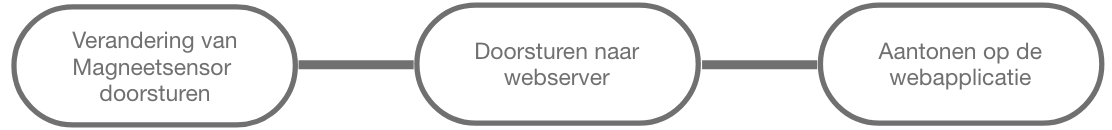 Verandering van
Magneetsensor
doorsturen
Doorsturen naar
webserver
Aantonen op de
webapplicatie